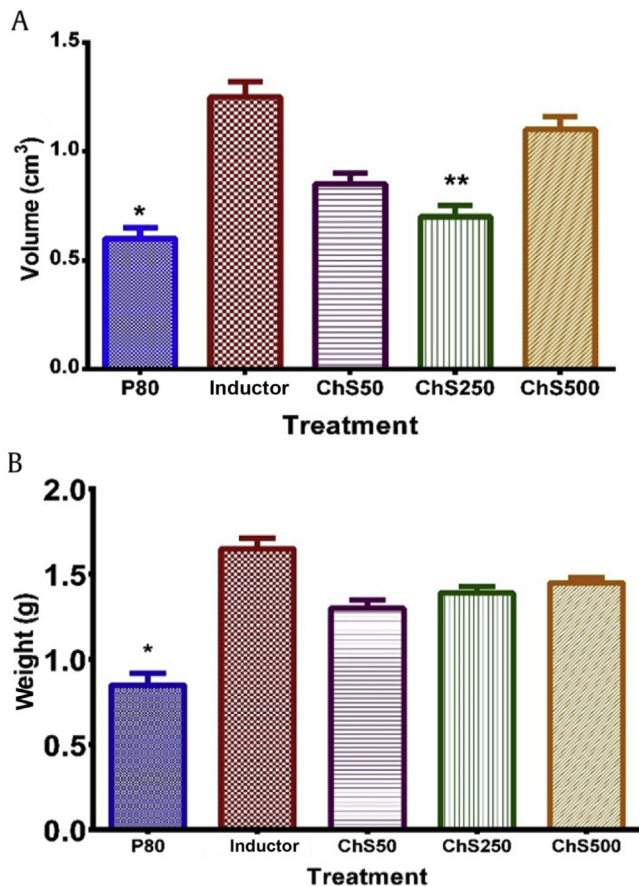 A
1.5
1.0
0.5
0.0
Volume (cm³)
*
**
P80 Inductor ChS50 ChS250 ChS500
Treatment
B
2.0
1.5
1.0
0.5
0.0
Weight (g)
*
P80 Inductor ChS50 ChS250 ChS500
Treatment